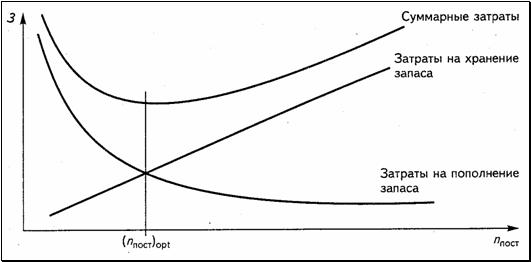 З
Суммарные затраты
Затраты на хранение
запаса
Затраты на пополнение
запаса
(nпост)opt
nпост